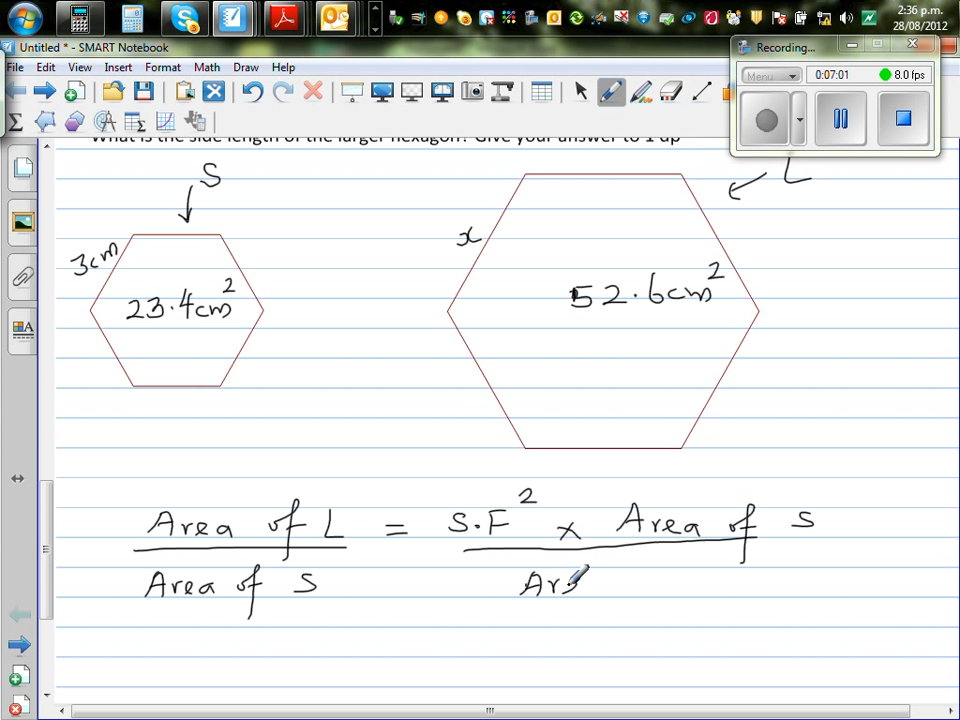 2:36 p.m.
28/08/2012
Untitled * - SMART Notebook
Recording...
File Edit View Insert Format Math Draw Help
Menu
0:07:01
8.0 fps
What is the side length of the larger hexagon? Give your answer to 1 dp
S
L
3cm
x
23.4cm²
52.6cm²
Area of L = S.F² x Area of S
Area of S Are